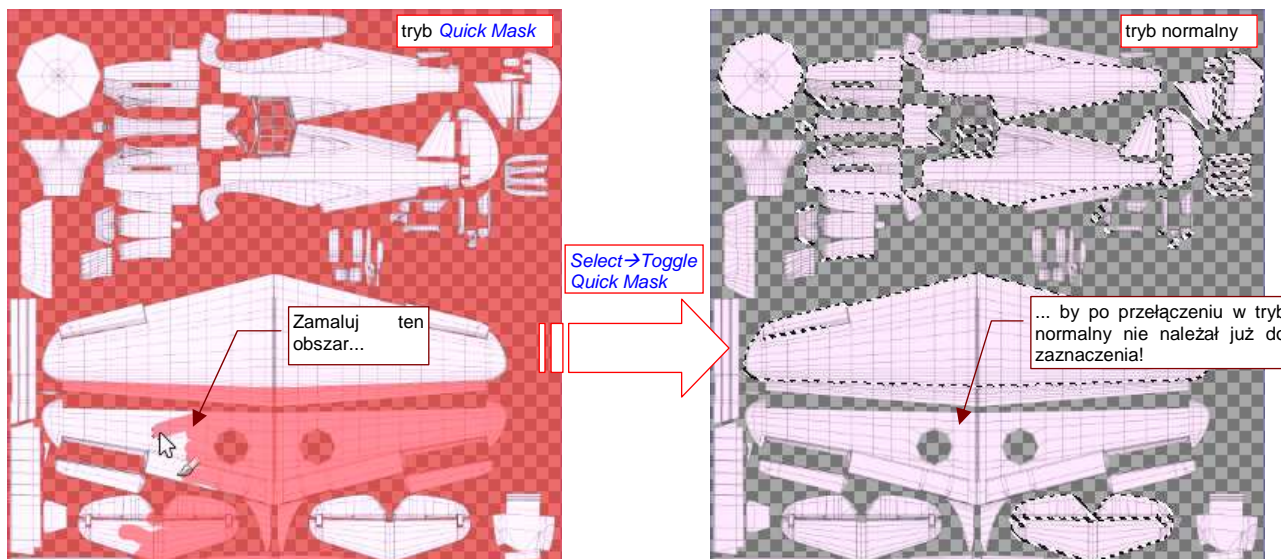 tryb Quick Mask
tryb normalny
Select→Toggle
Quick Mask
Zamaluj ten
obszar...
... by po przełączeniu w tryb
normalny nie należał już do
zaznaczenia!